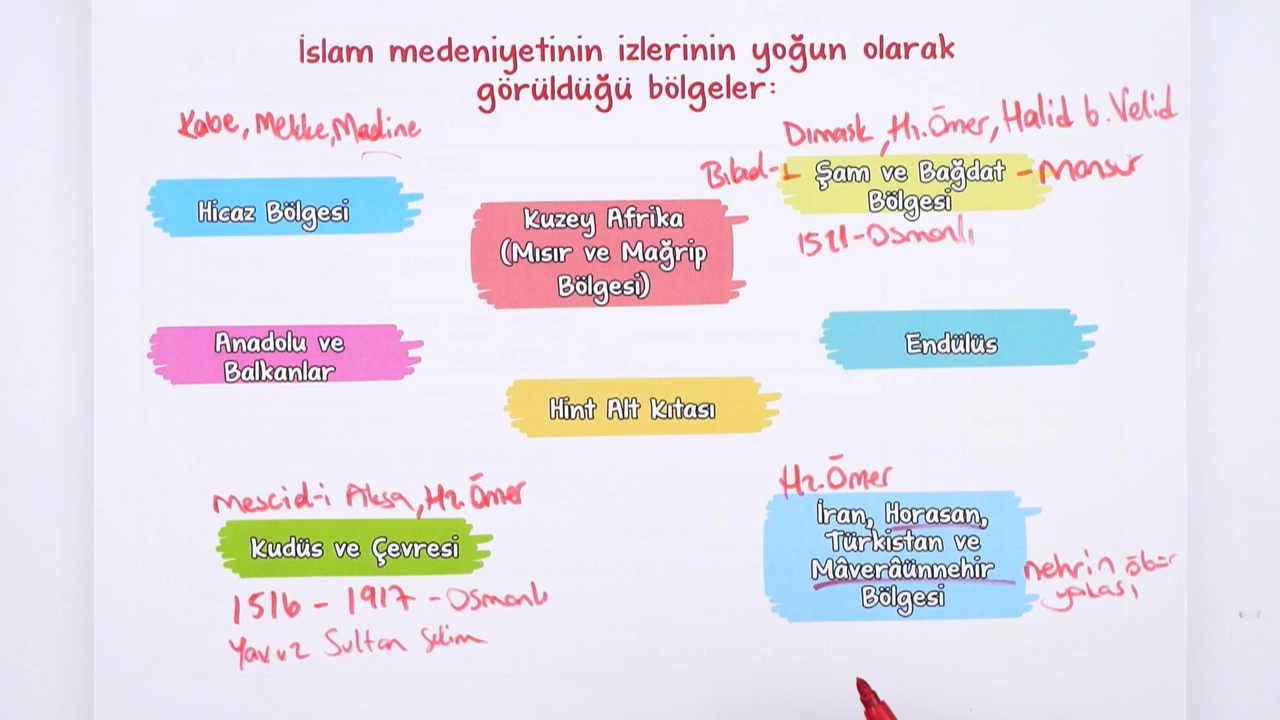 İslam medeniyetinin izlerinin yoğun olarak
görüldüğü bölgeler:
Kabe, Mekke, Medine
Hicaz Bölgesi
Kuzey Afrika
(Mısır ve Mağrip
Bölgesi)
Dımask, Hz. Ömer, Halid b. Velid
Bilad-ı
Şam ve Bağdat
Bölgesi
- Mansur
1521-Osmanlı
Anadolu ve
Balkanlar
Hint Alt Kıtası
Endülüs
Mescid-i Aksa, Hz. Ömer
Kudüs ve Çevresi
1516 - 1917 - Osmanlı
Yavuz Sultan Selim
Hz. Ömer
İran, Horasan,
Türkistan ve
Mâverâünnehir
Bölgesi
nehrin öbür
yakası